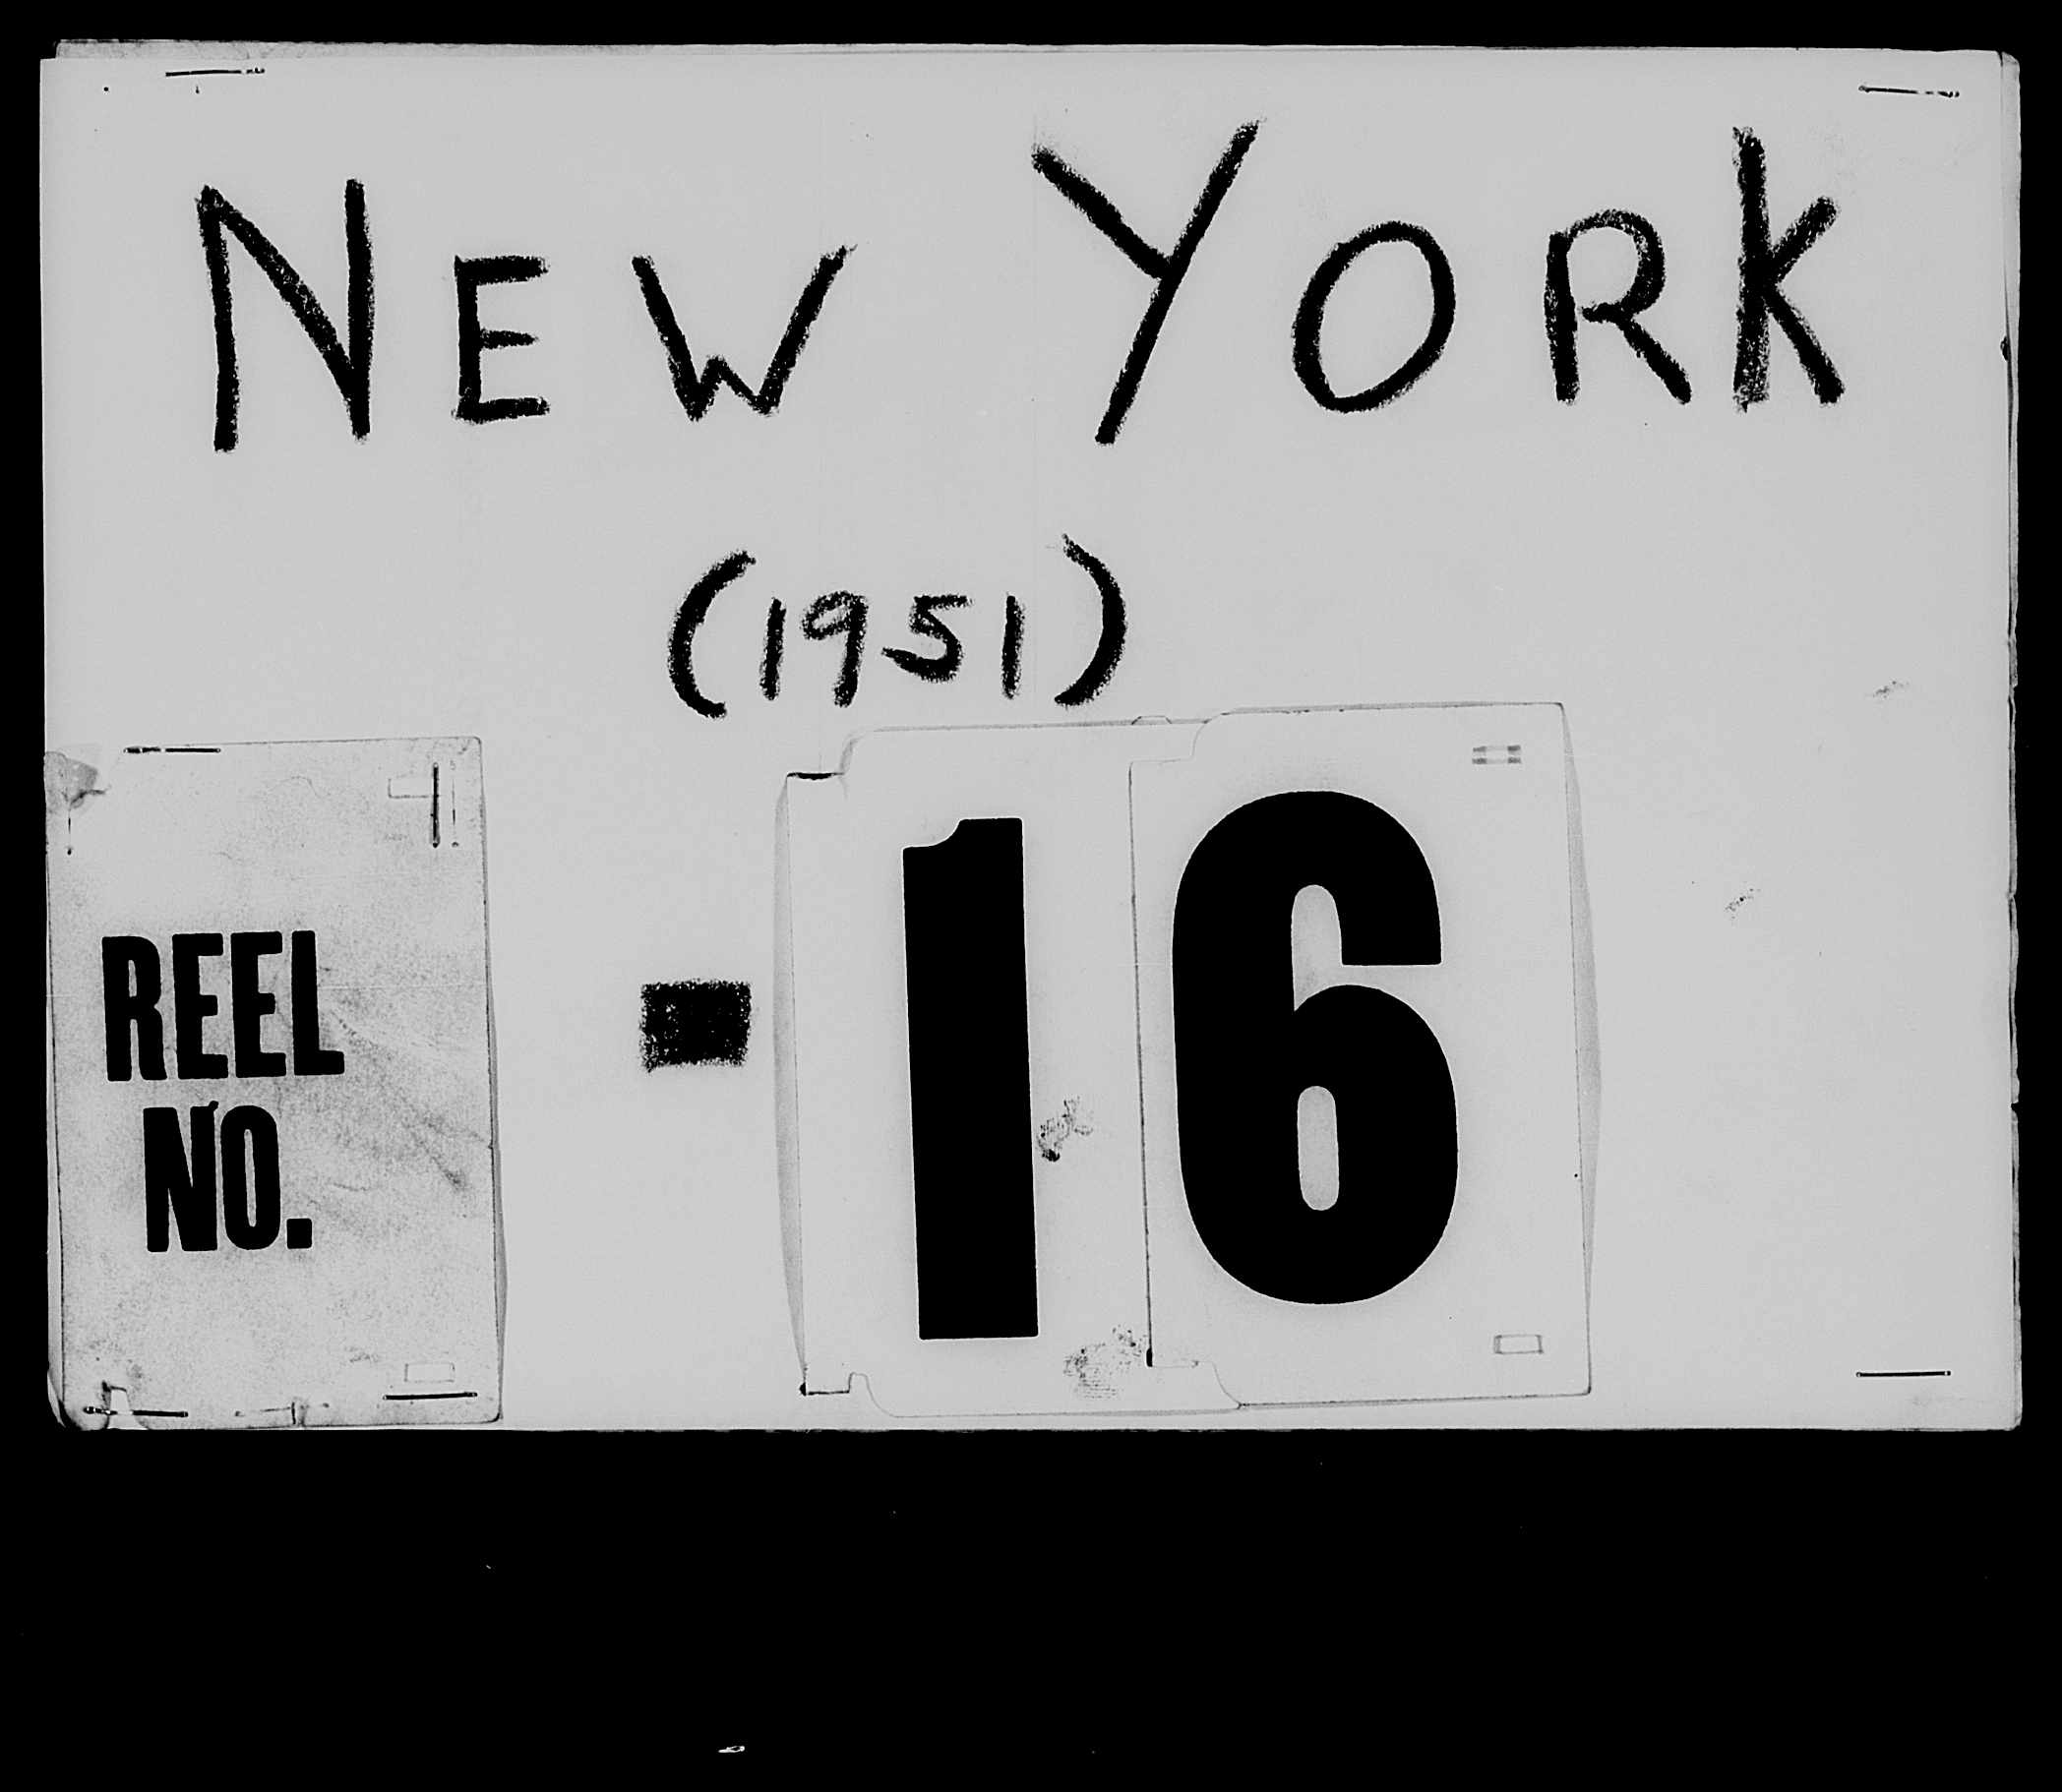 NEW YORK
(1951)
REEL
NO.
- 16